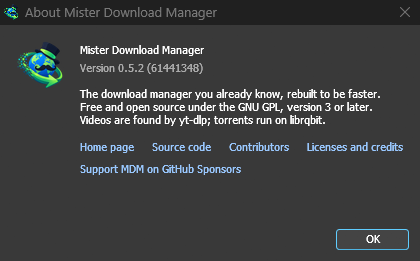 About Mister Download Manager
Mister Download Manager
Version 0.5.2 (61441348)
The download manager you already know, rebuilt to be faster.
Free and open source under the GNU GPL, version 3 or later.
Videos are found by yt-dlp; torrents run on librqbit.
Home page Source code Contributors Licenses and credits
Support MDM on GitHub Sponsors
OK